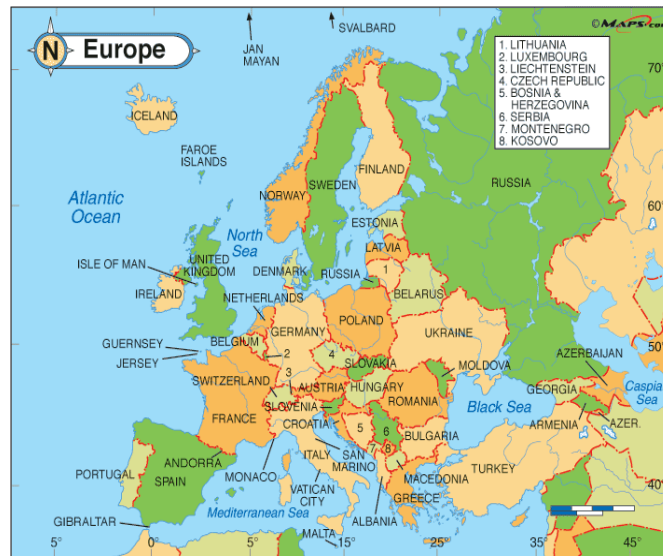 N Europe
JAN
MAYAN
SVALBARD
©MAPS.com
1. LITHUANIA
2. LUXEMBOURG
3. LIECHTENSTEIN
4. CZECH REPUBLIC
5. BOSNIA &
HERZEGOVINA
6. SERBIA
7. MONTENEGRO
8. KOSOVO
70°
ICELAND
FAROE
ISLANDS
Atlantic
Ocean
NORWAY
SWEDEN
FINLAND
RUSSIA
60°
North
Sea
ESTONIA
LATVIA
1
ISLE OF MAN
UNITED
KINGDOM
DENMARK
RUSSIA
BELARUS
IRELAND
NETHERLANDS
GERMANY
POLAND
UKRAINE
GUERNSEY
JERSEY
BELGIUM
2
4
SLOVAKIA
MOLDOVA
AZERBAIJAN
50°
SWITZERLAND
3
AUSTRIA
HUNGARY
ROMANIA
GEORGIA
Caspian
Sea
FRANCE
SLOVENIA
CROATIA
5
6
Black Sea
ARMENIA
AZER.
PORTUGAL
SPAIN
ANDORRA
MONACO
ITALY
SAN
MARINO
7
8
BULGARIA
VATICAN
CITY
MACEDONIA
TURKEY
GREECE
40°
ALBANIA
Mediterranean Sea
GIBRALTAR
MALTA
5°
0°
5°
15°
25°
35°
45°